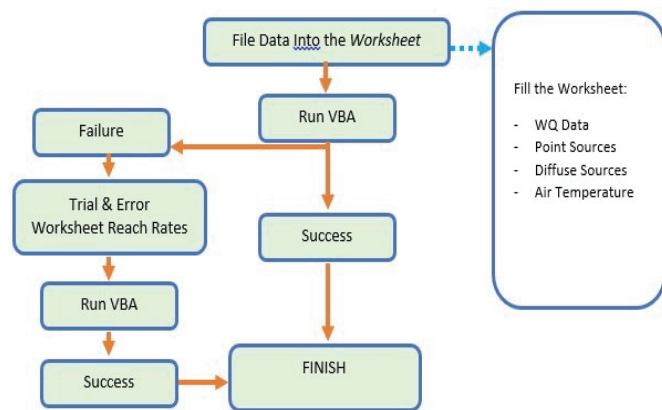 File Data Into the Worksheet
Run VBA
Failure
Trial & Error
Worksheet Reach Rates
Run VBA
Success
Success
FINISH
Fill the Worksheet:
- WQ Data
- Point Sources
- Diffuse Sources
- Air Temperature